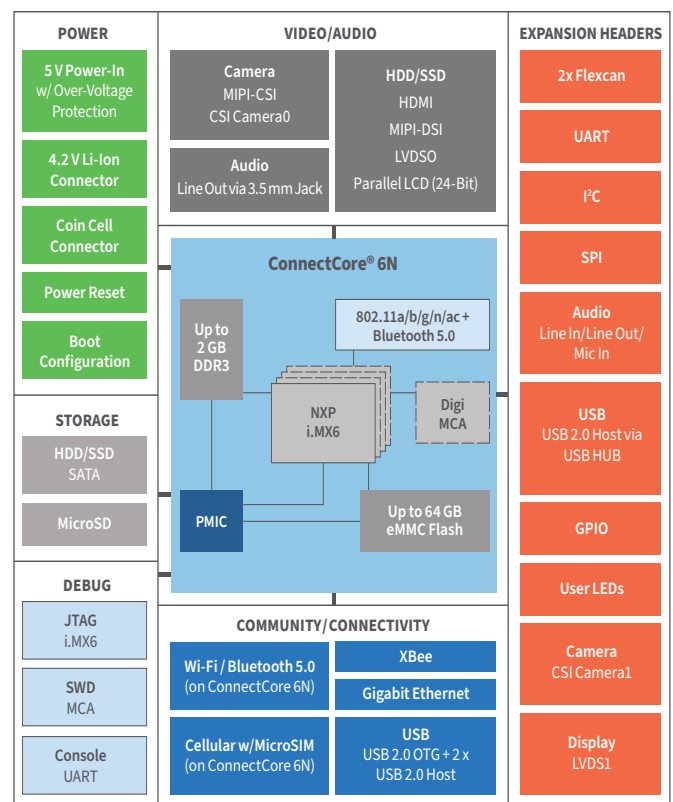 POWER
5 V Power-In
w/ Over-Voltage
Protection
4.2 V Li-Ion
Connector
Coin Cell
Connector
Power Reset
Boot
Configuration
STORAGE
HDD/SSD
SATA
MicroSD
DEBUG
JTAG
i.MX6
SWD
MCA
Console
UART
VIDEO/AUDIO
Camera
MIPI-CSI
CSI Camera0
Audio
Line Out via 3.5 mm Jack
HDD/SSD
HDMI
MIPI-DSI
LVDSO
Parallel LCD (24-Bit)
ConnectCore® 6N
Up to
2 GB
DDR3
802.11a/b/g/n/ac +
Bluetooth 5.0
NXP
i.MX6
Digi
MCA
PMIC
Up to 64 GB
eMMC Flash
COMMUNITY/CONNECTIVITY
Wi-Fi / Bluetooth 5.0
(on ConnectCore 6N)
XBee
Gigabit Ethernet
Cellular w/MicroSIM
(on ConnectCore 6N)
USB
USB 2.0 OTG + 2 x
USB 2.0 Host
EXPANSION HEADERS
2x Flexcan
UART
I²C
SPI
Audio
Line In/Line Out/
Mic In
USB
USB 2.0 Host via
USB HUB
GPIO
User LEDs
Camera
CSI Camera1
Display
LVDS1